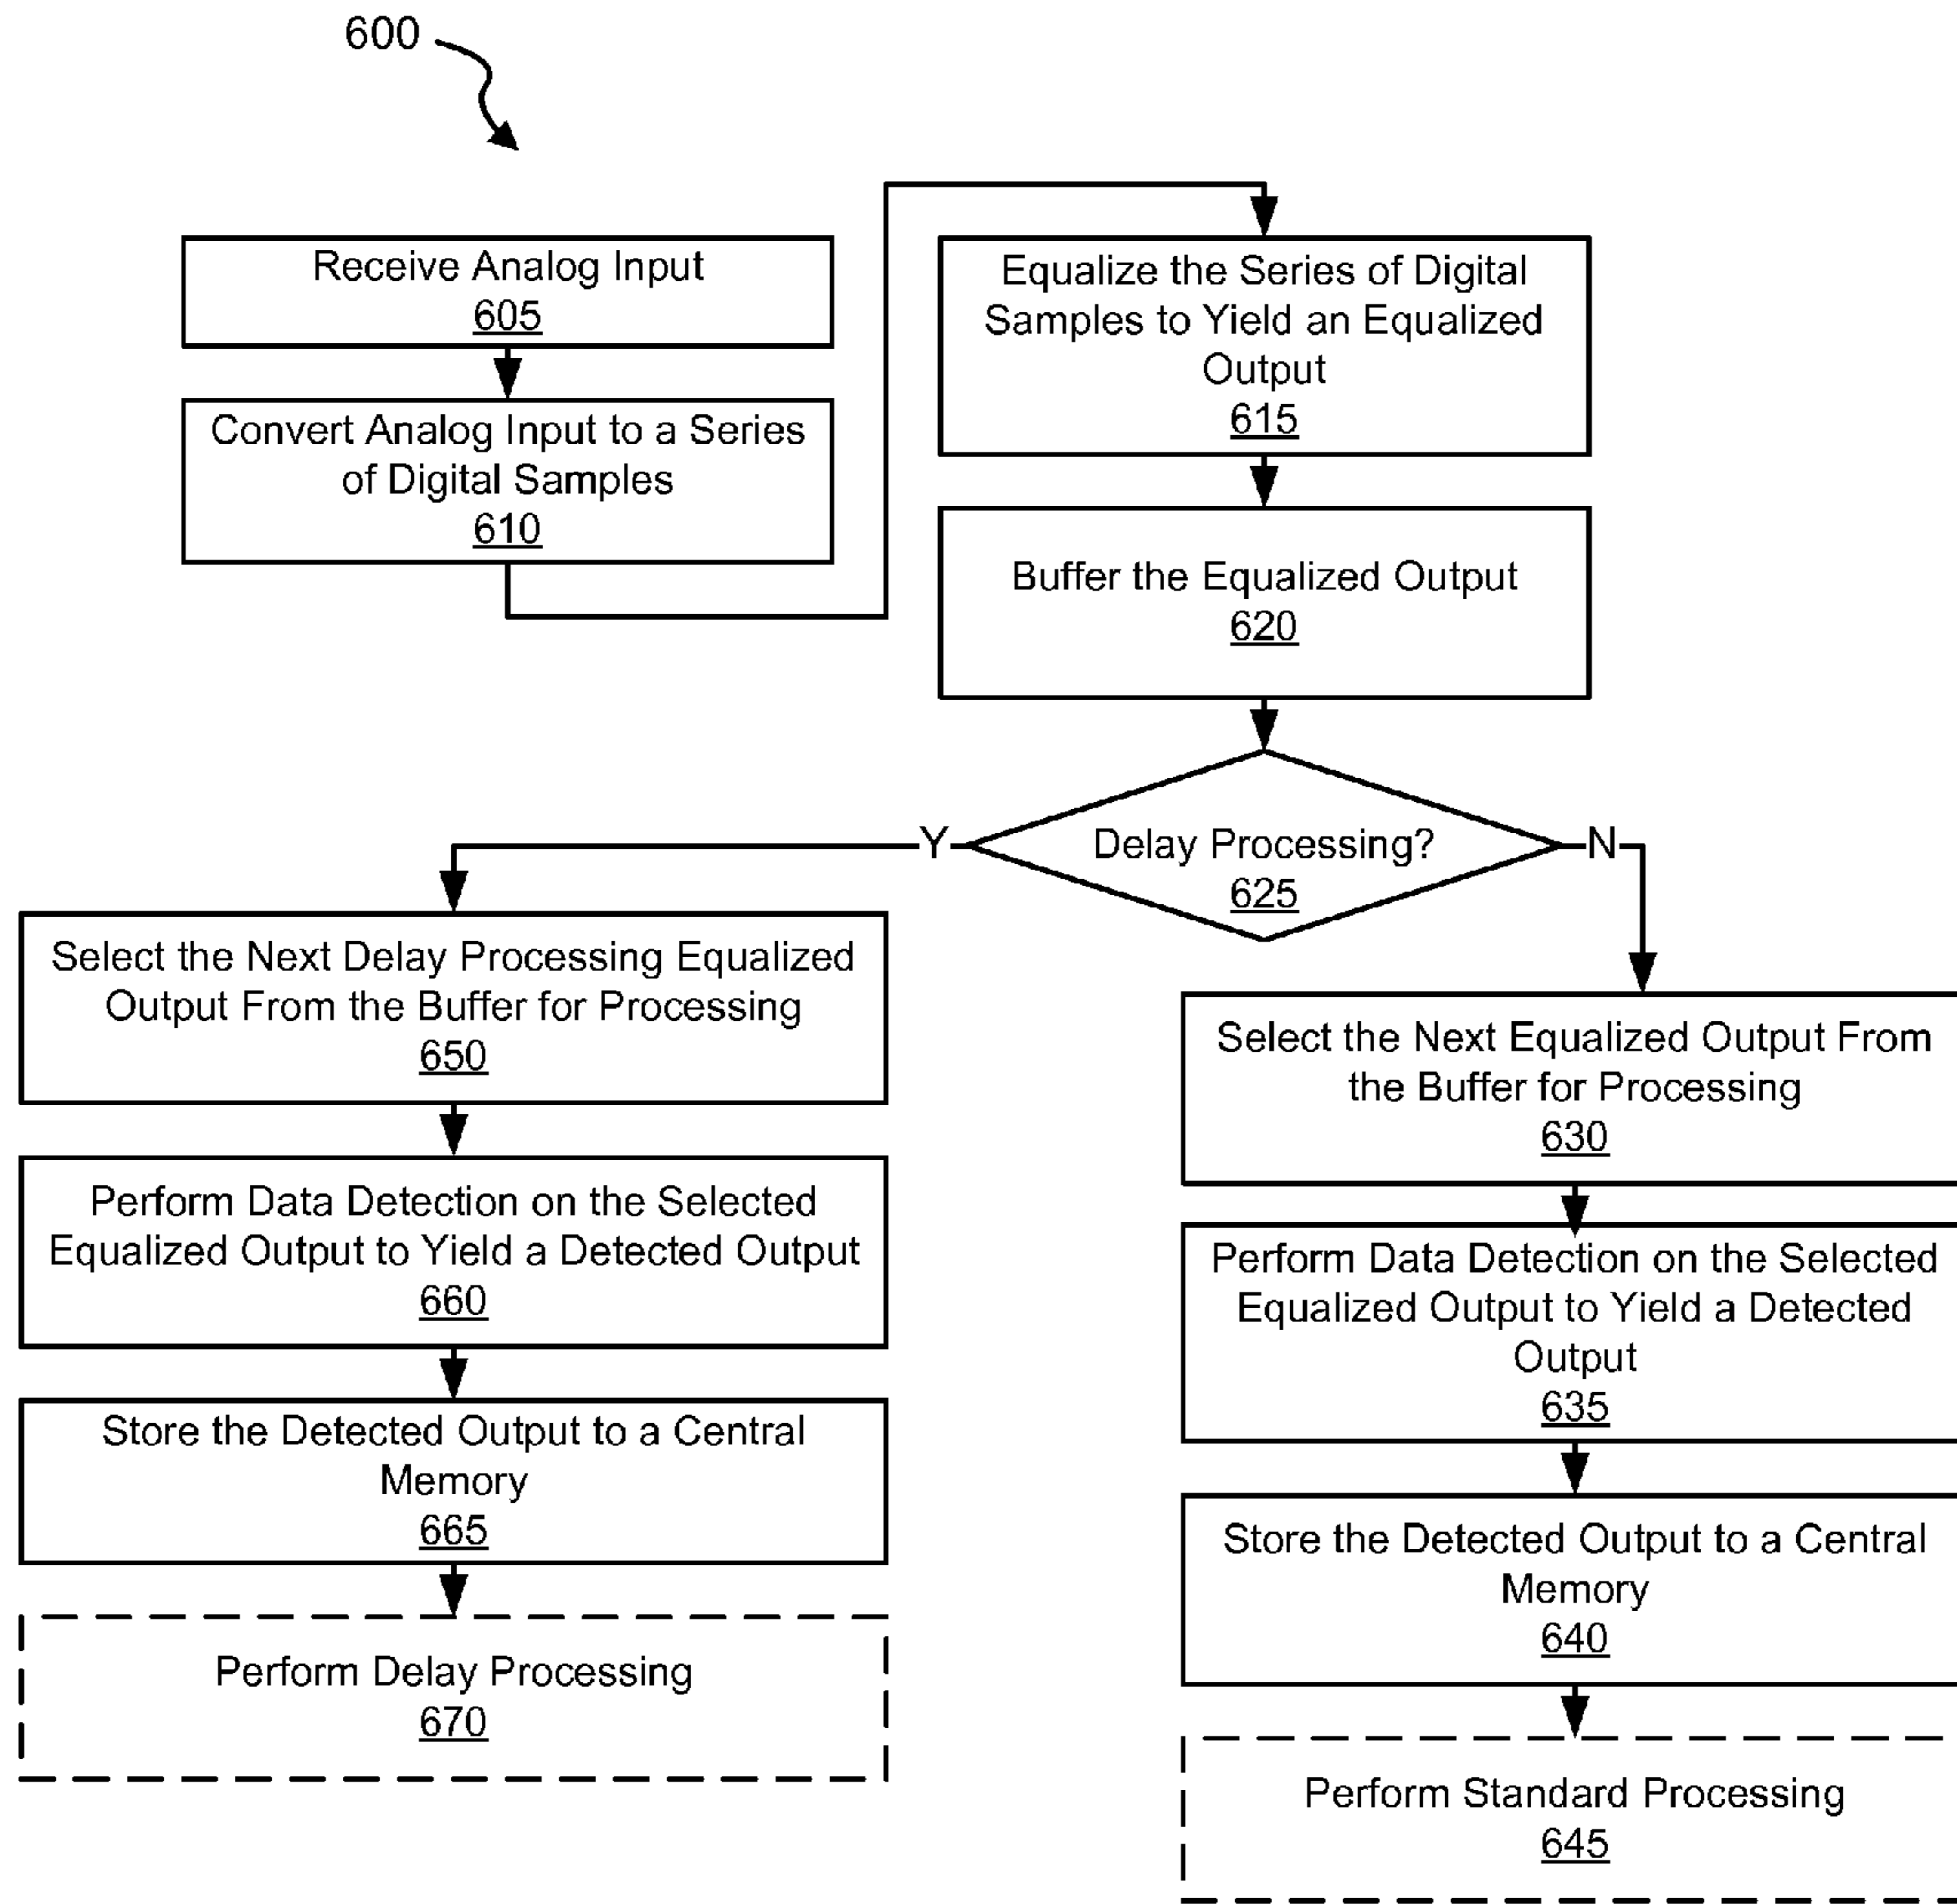 600
Receive Analog Input
605
Convert Analog Input to a Series
of Digital Samples
610
Equalize the Series of Digital
Samples to Yield an Equalized
Output
615
Buffer the Equalized Output
620
Delay Processing?
625
Y
N
Select the Next Delay Processing Equalized
Output From the Buffer for Processing
650
Perform Data Detection on the Selected
Equalized Output to Yield a Detected Output
660
Store the Detected Output to a Central
Memory
665
Perform Delay Processing
670
Select the Next Equalized Output From
the Buffer for Processing
630
Perform Data Detection on the Selected
Equalized Output to Yield a Detected
Output
635
Store the Detected Output to a Central
Memory
640
Perform Standard Processing
645